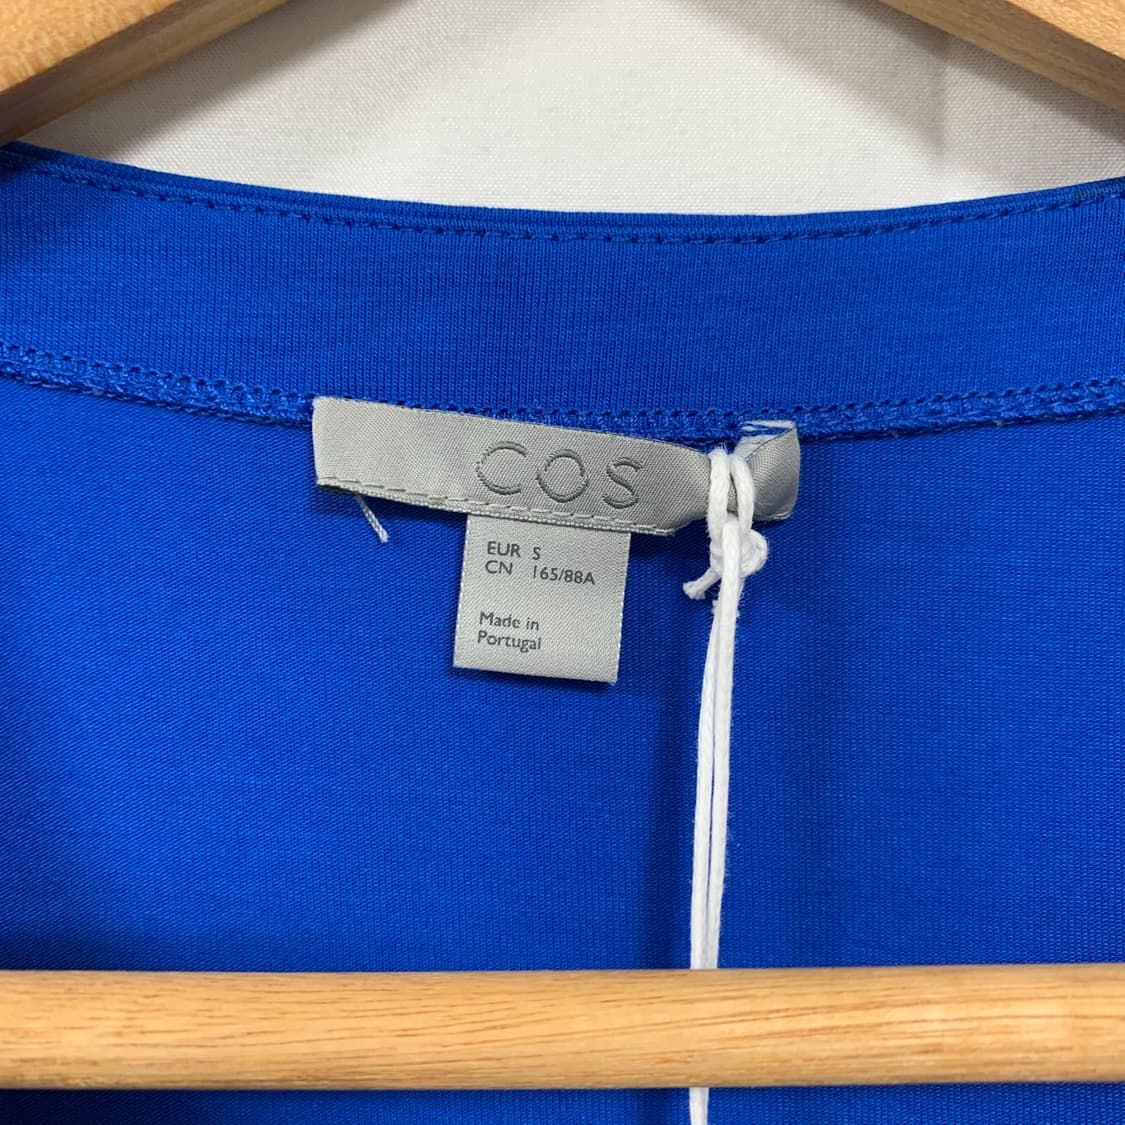 COS
EUR S
CN 165/88A
Made in
Portugal